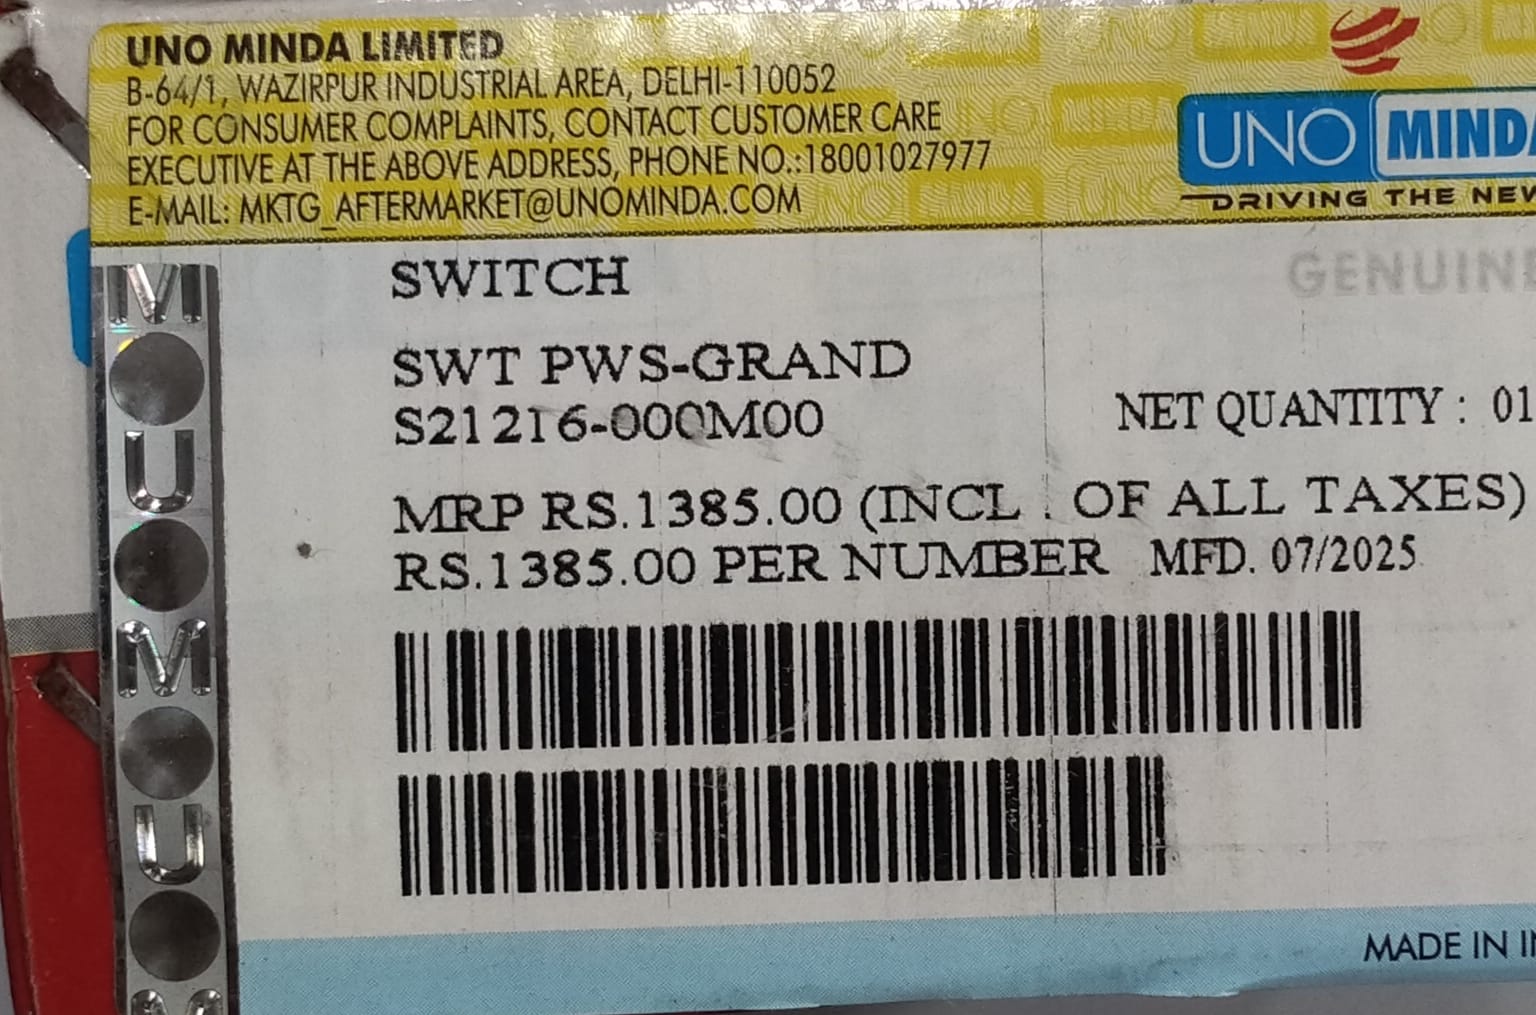 UNO MINDA LIMITED
B-64/1, WAZIRPUR INDUSTRIAL AREA, DELHI-110052
FOR CONSUMER COMPLAINTS, CONTACT CUSTOMER CARE
EXECUTIVE AT THE ABOVE ADDRESS, PHONE NO.:18001027977
E-MAIL: MKTG_AFTERMARKET@UNOMINDA.COM
UNO MINDA
DRIVING THE NEW
GENUINE
SWITCH
SWT PWS-GRAND
S21216-000M00
NET QUANTITY : 01
MRP RS.1385.00 (INCL . OF ALL TAXES)
RS.1385.00 PER NUMBER MFD. 07/2025
MADE IN
M
U
M
U
M